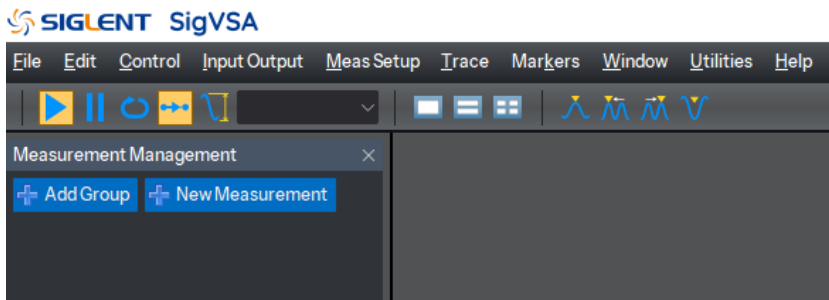 SIGLENT SigVSA
File Edit Control Input Output Meas Setup Trace Markers Window Utilities Help
Measurement Management
Add Group New Measurement